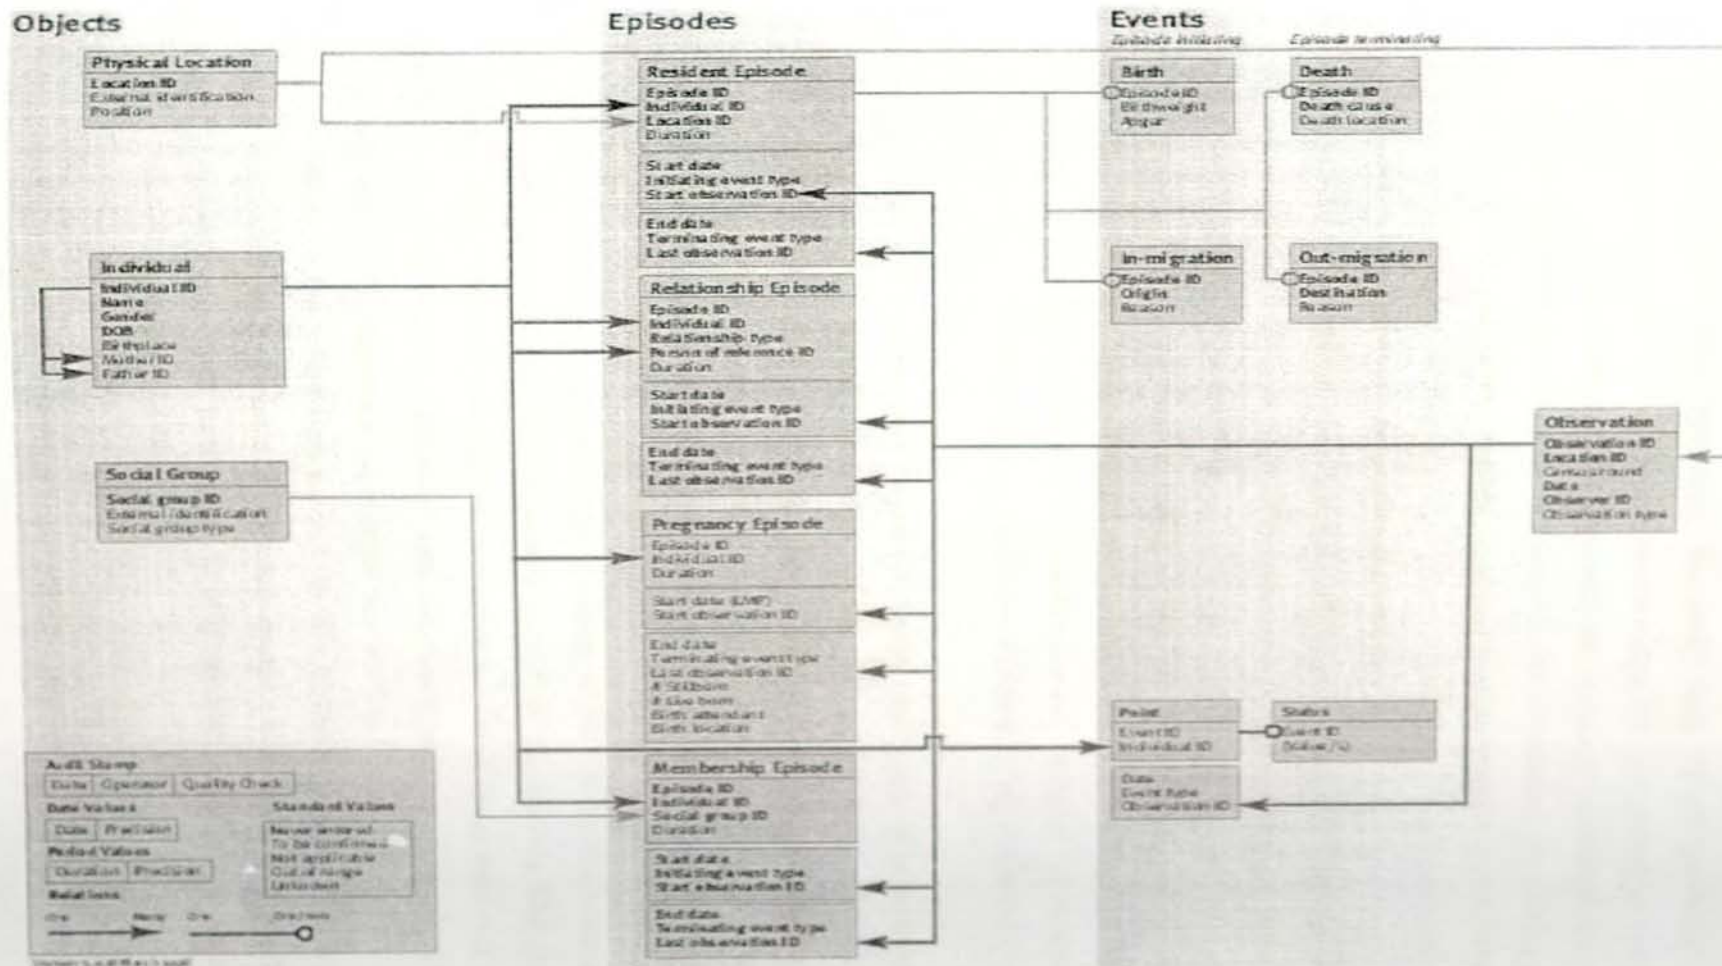 Objects
Physical Location
Location ID
External identification
Position
Individual
Individual ID
Name
Gender
DOB
Birthplace
Mother ID
Father ID
Social Group
Social group ID
External identification
Social group type
Audit Stamp
Date Operator Quality Check
Date Values
Date Precision
Period Values
Duration Precision
Relations
One Many One
Standard Values
Never entered
To be confirmed
Not applicable
Out of range
Unknown
Episodes
Resident Episode
Episode ID
Individual ID
Location ID
Duration
Start date
Initiating event type
Start observation ID
End date
Terminating event type
Last observation ID
Relationship Episode
Episode ID
Individual ID
Relationship type
Person of reference ID
Duration
Start date
Initiating event type
Start observation ID
End date
Terminating event type
Last observation ID
Pregnancy Episode
Episode ID
Individual ID
Duration
Start date (LMP)
Start observation ID
End date
Terminating event type
Last observation ID
# Stillborn
# Live born
Birth attendant
Birth location
Membership Episode
Episode ID
Individual ID
Social group ID
Duration
Start date
Initiating event type
Start observation ID
End date
Terminating event type
Last observation ID
Events
Episode initiating
Episode terminating
Birth
Episode ID
Birthweight
Apgar
Death
Episode ID
Death cause
Death location
In-migration
Episode ID
Origin
Reason
Out-migration
Episode ID
Destination
Reason
Point
Event ID
Individual ID
Date
Event type
Observation ID
Status
Event ID
Observation
Observation ID
Location ID
Census round
Date
Observer ID
Observation type